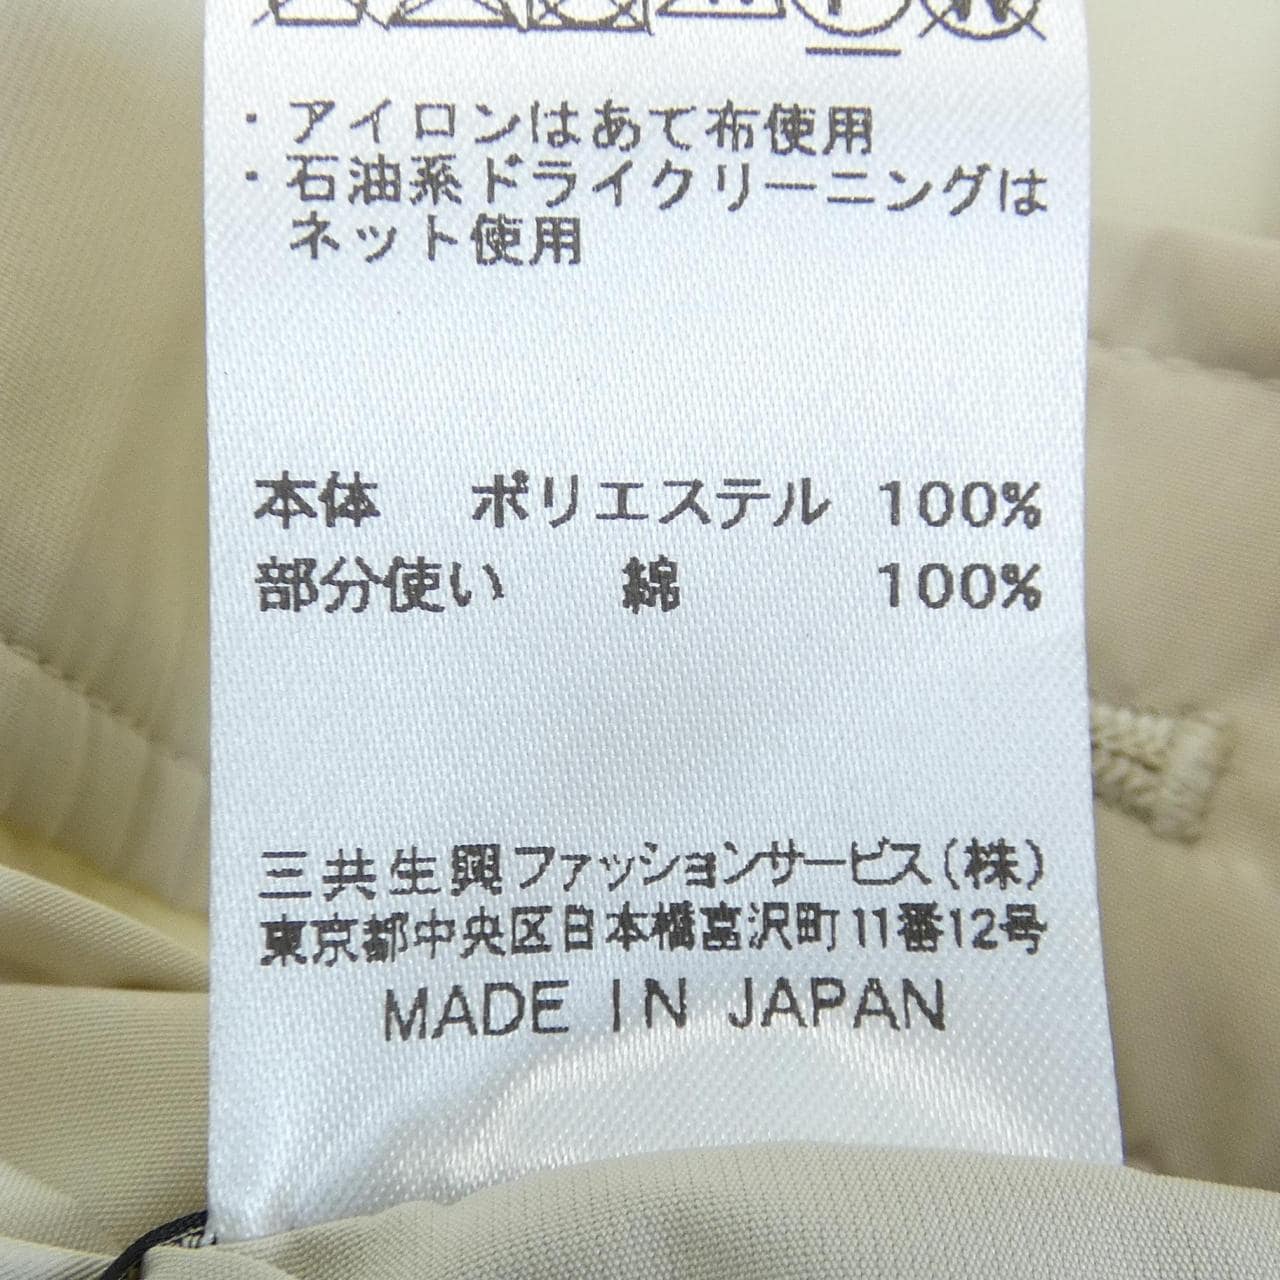 ・アイロンはあて布使用
・石油系ドライクリーニングは
ネット使用
本体 ポリエステル 100%
部分使い 綿 100%
三共生興ファッションサービス(株)
東京都中央区日本橋富沢町11番12号
MADE IN JAPAN